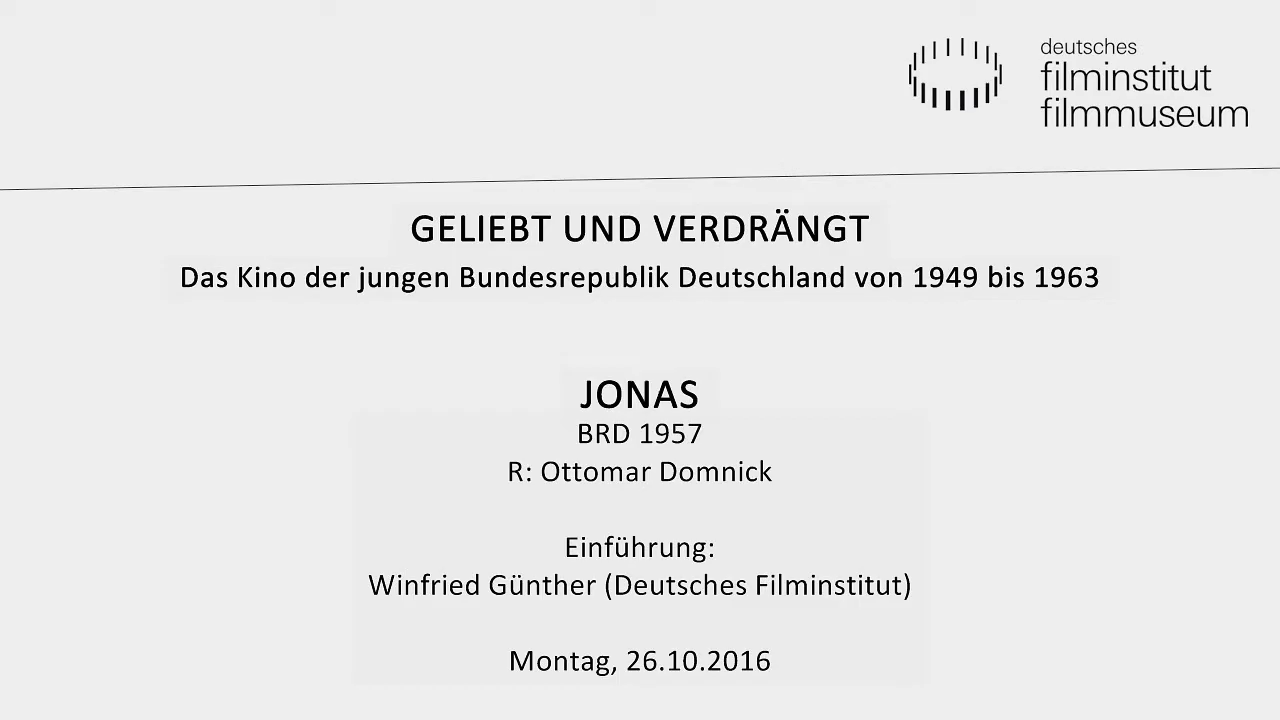 deutsches
filminstitut
filmmuseum
GELIEBT UND VERDRÄNGT
Das Kino der jungen Bundesrepublik Deutschland von 1949 bis 1963
JONAS
BRD 1957
R: Ottomar Domnick
Einführung:
Winfried Günther (Deutsches Filminstitut)
Montag, 26.10.2016